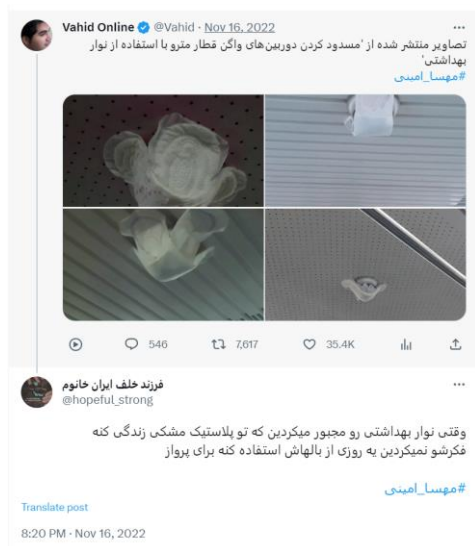 Vahid Online @Vahid · Nov 16, 2022
تصاویر منتشر شده از 'مسدود کردن دوربین‌های واگن قطار مترو با استفاده از نوار
بهداشتی'
#مهسا_امینی
546 7,617 35.4K
فرزند خلف ایران خانوم
@hopeful_strong
وقتی نوار بهداشتی رو مجبور میکردین که تو پلاستیک مشکی زندگی کنه
فکرشو نمیکردین یه روزی از بالهاش استفاده کنه برای پرواز
#مهسا_امینی
Translate post
8:20 PM · Nov 16, 2022